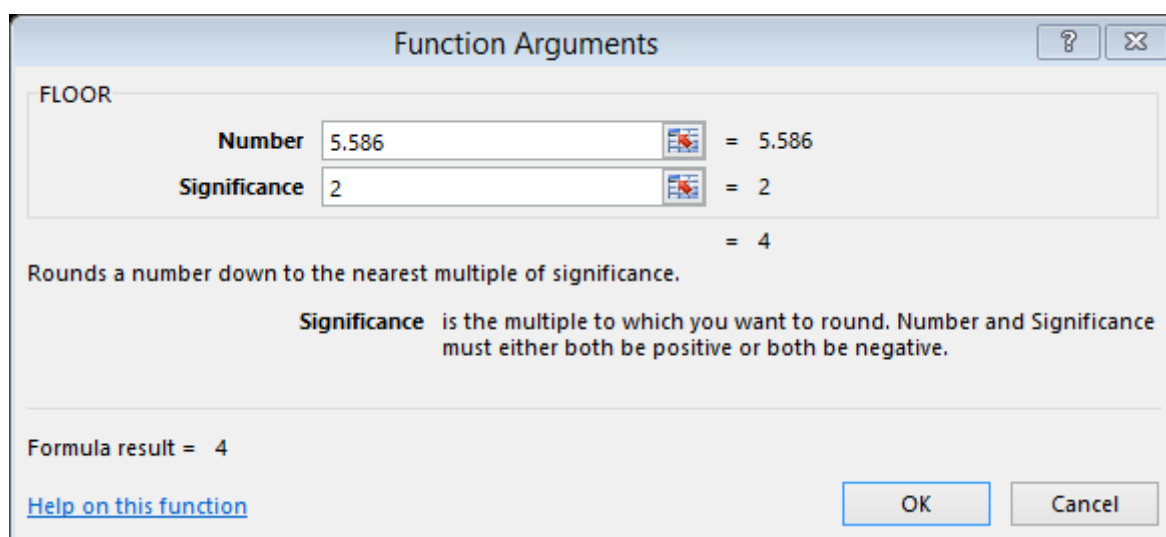 Function Arguments
?
FLOOR
Number 5.586 = 5.586
Significance 2 = 2
= 4
Rounds a number down to the nearest multiple of significance.
Significance is the multiple to which you want to round. Number and Significance
must either both be positive or both be negative.
Formula result = 4
Help on this function
OK Cancel